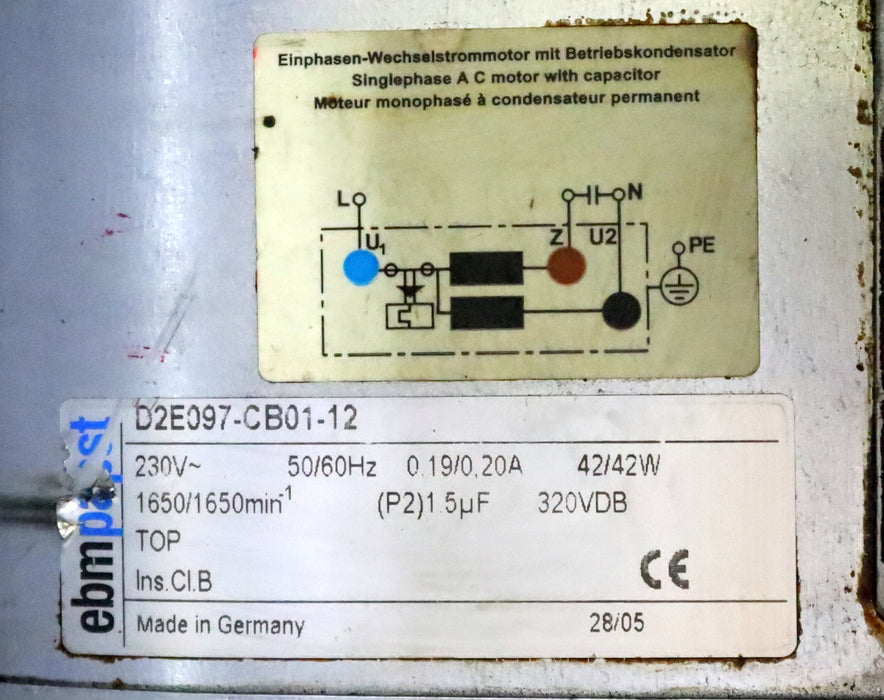 Einphasen-Wechselstrommotor mit Betriebskondensator
Singlephase A C motor with capacitor
Moteur monophasé à condensateur permanent
L N
U1 Z U2 PE
D2E097-CB01-12
230V~ 50/60Hz 0.19/0,20A 42/42W
1650/1650min-1 (P2)1.5µF 320VDB
TOP
Ins.Cl.B
CE
Made in Germany 28/05
ebmpapst